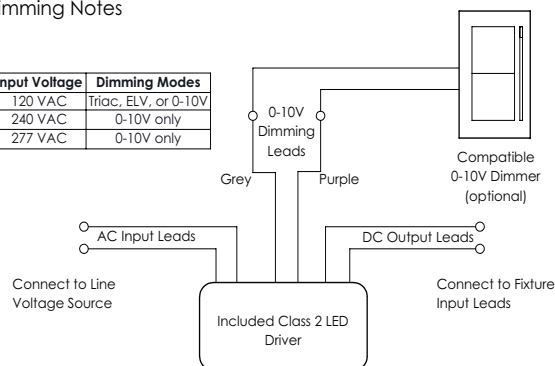 imming Notes
nput Voltage Dimming Modes
120 VAC Triac, ELV, or 0-10V
240 VAC 0-10V only
277 VAC 0-10V only
0-10V
Dimming
Leads
Grey
Purple
Compatible
0-10V Dimmer
(optional)
AC Input Leads
DC Output Leads
Connect to Line
Voltage Source
Connect to Fixture
Input Leads
Included Class 2 LED
Driver